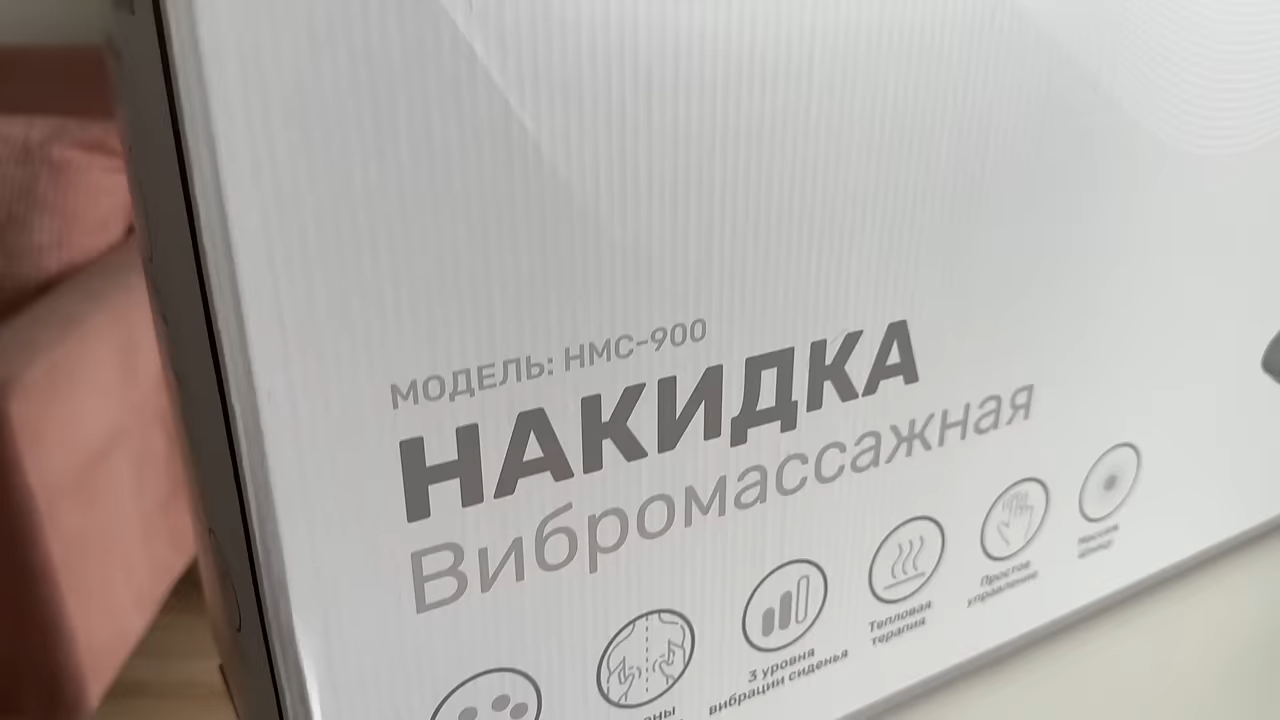 МОДЕЛЬ: HMC-900
НАКИДКА
Вибромассажная
3 уровня
вибрации сиденья
Тепловая
терапия
Простое
управление